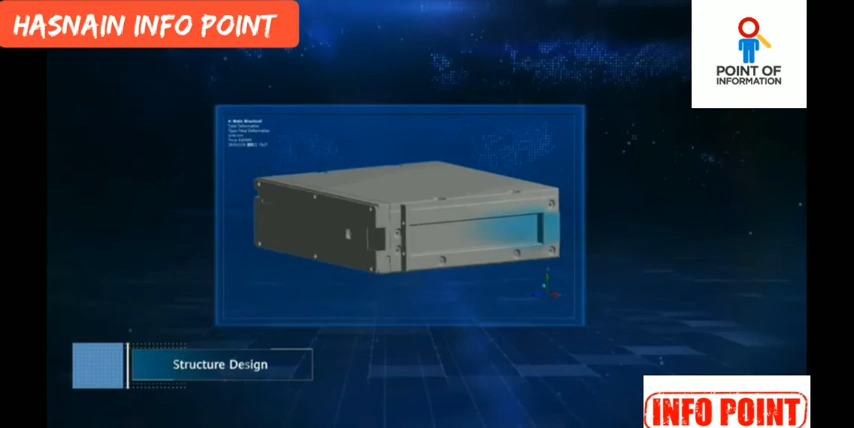 HASNAIN INFO POINT
POINT OF
INFORMATION
Structure Design
INFO POINT